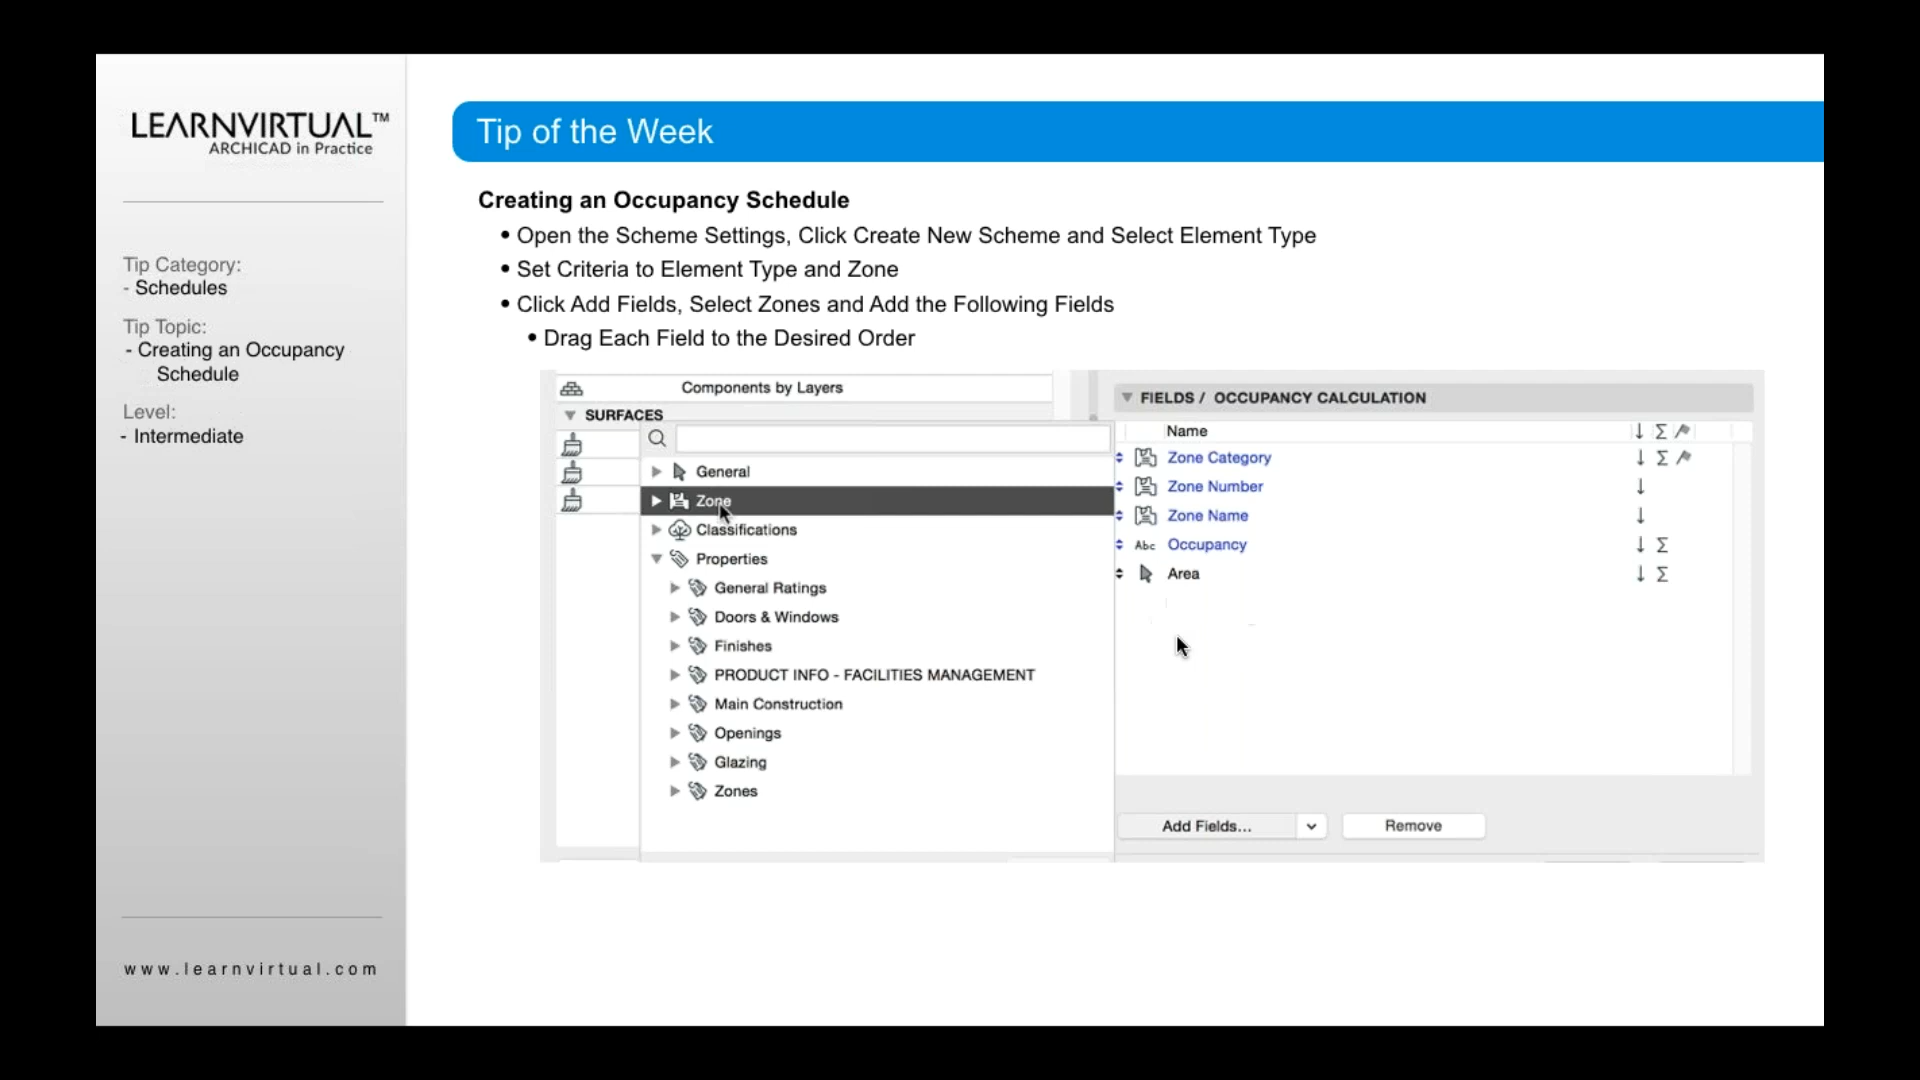 LEARNVIRTUAL™
ARCHICAD in Practice
Tip Category:
- Schedules
Tip Topic:
- Creating an Occupancy
Schedule
Level:
- Intermediate
www.learnvirtual.com
Tip of the Week
Creating an Occupancy Schedule
• Open the Scheme Settings, Click Create New Scheme and Select Element Type
• Set Criteria to Element Type and Zone
• Click Add Fields, Select Zones and Add the Following Fields
• Drag Each Field to the Desired Order
Components by Layers
SURFACES
General
Zone
Classifications
Properties
General Ratings
Doors & Windows
Finishes
PRODUCT INFO - FACILITIES MANAGEMENT
Main Construction
Openings
Glazing
Zones
FIELDS / OCCUPANCY CALCULATION
Name ↓ Σ
Zone Category ↓ Σ
Zone Number ↓
Zone Name ↓
Abc Occupancy ↓ Σ
Area ↓ Σ
Add Fields... Remove